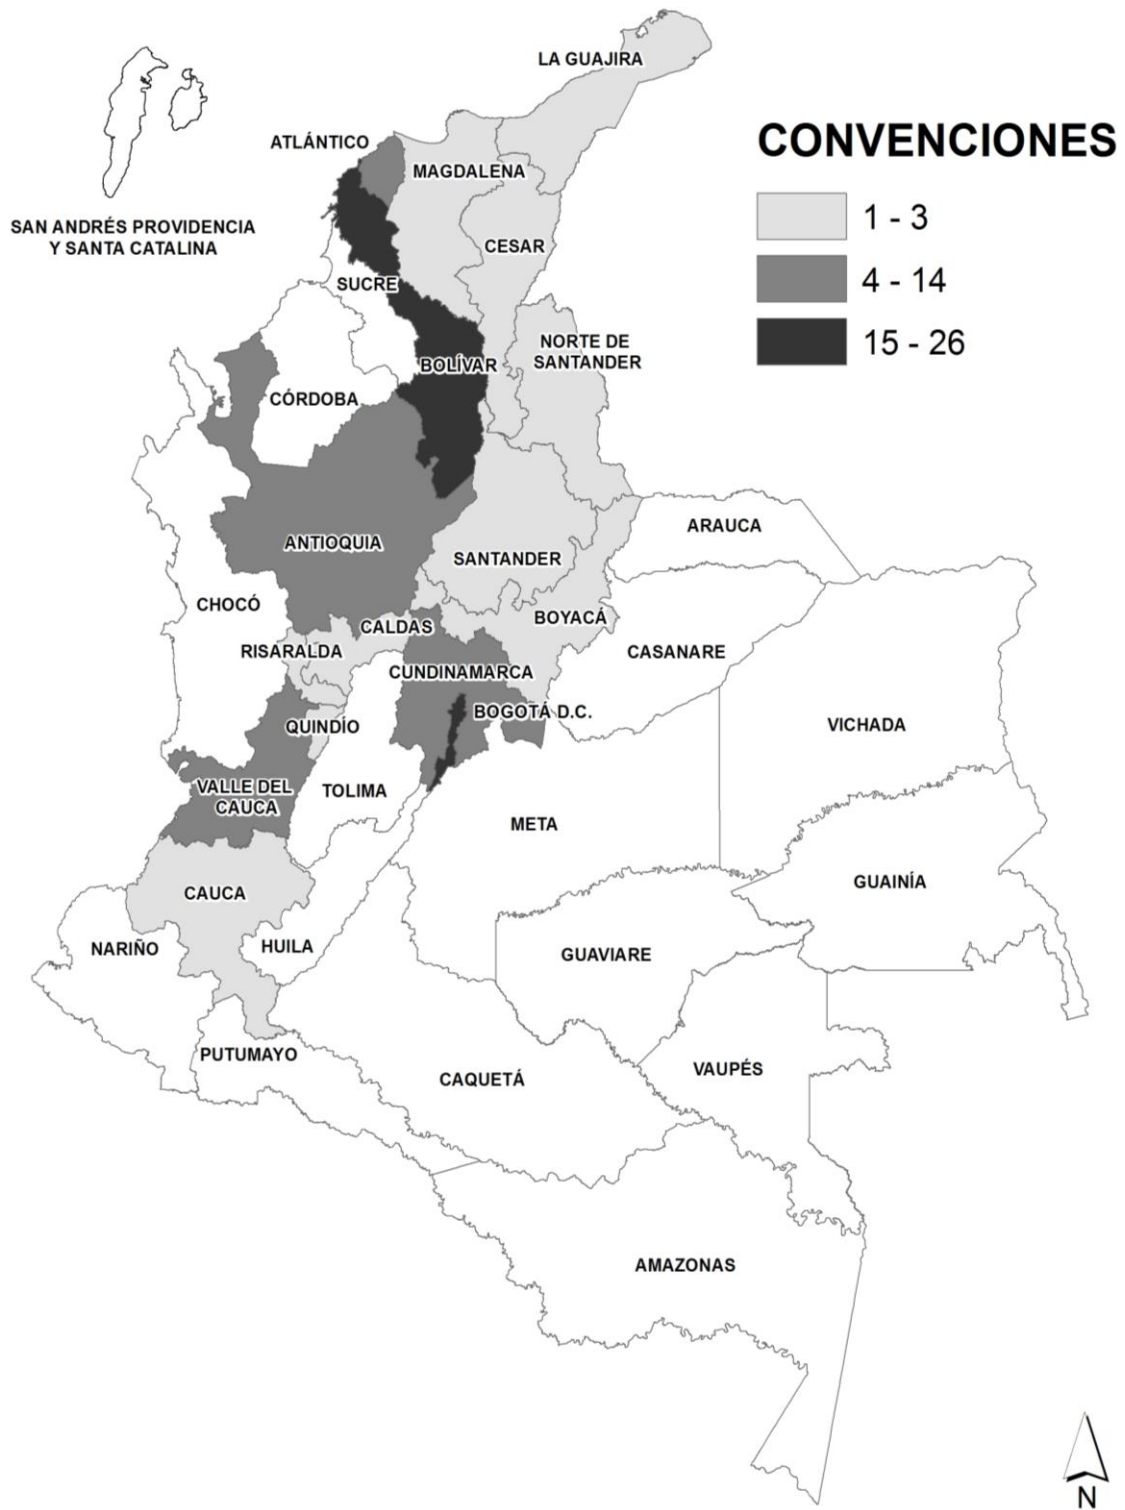 LA GUAJIRA
ATLÁNTICO
MAGDALENA
SAN ANDRÉS PROVIDENCIA
Y SANTA CATALINA
CESAR
SUCRE
NORTE DE
SANTANDER
BOLÍVAR
CÓRDOBA
CONVENCIONES
1 - 3
4 - 14
15 - 26
ARAUCA
ANTIOQUIA
SANTANDER
CHOCÓ
BOYACÁ
CALDAS
RISARALDA
CASANARE
CUNDINAMARCA
BOGOTÁ D.C.
QUINDÍO
VICHADA
VALLE DEL
CAUCA
TOLIMA
META
CAUCA
GUAINÍA
NARIÑO
HUILA
GUAVIARE
PUTUMAYO
CAQUETÁ
VAUPÉS
AMAZONAS
N